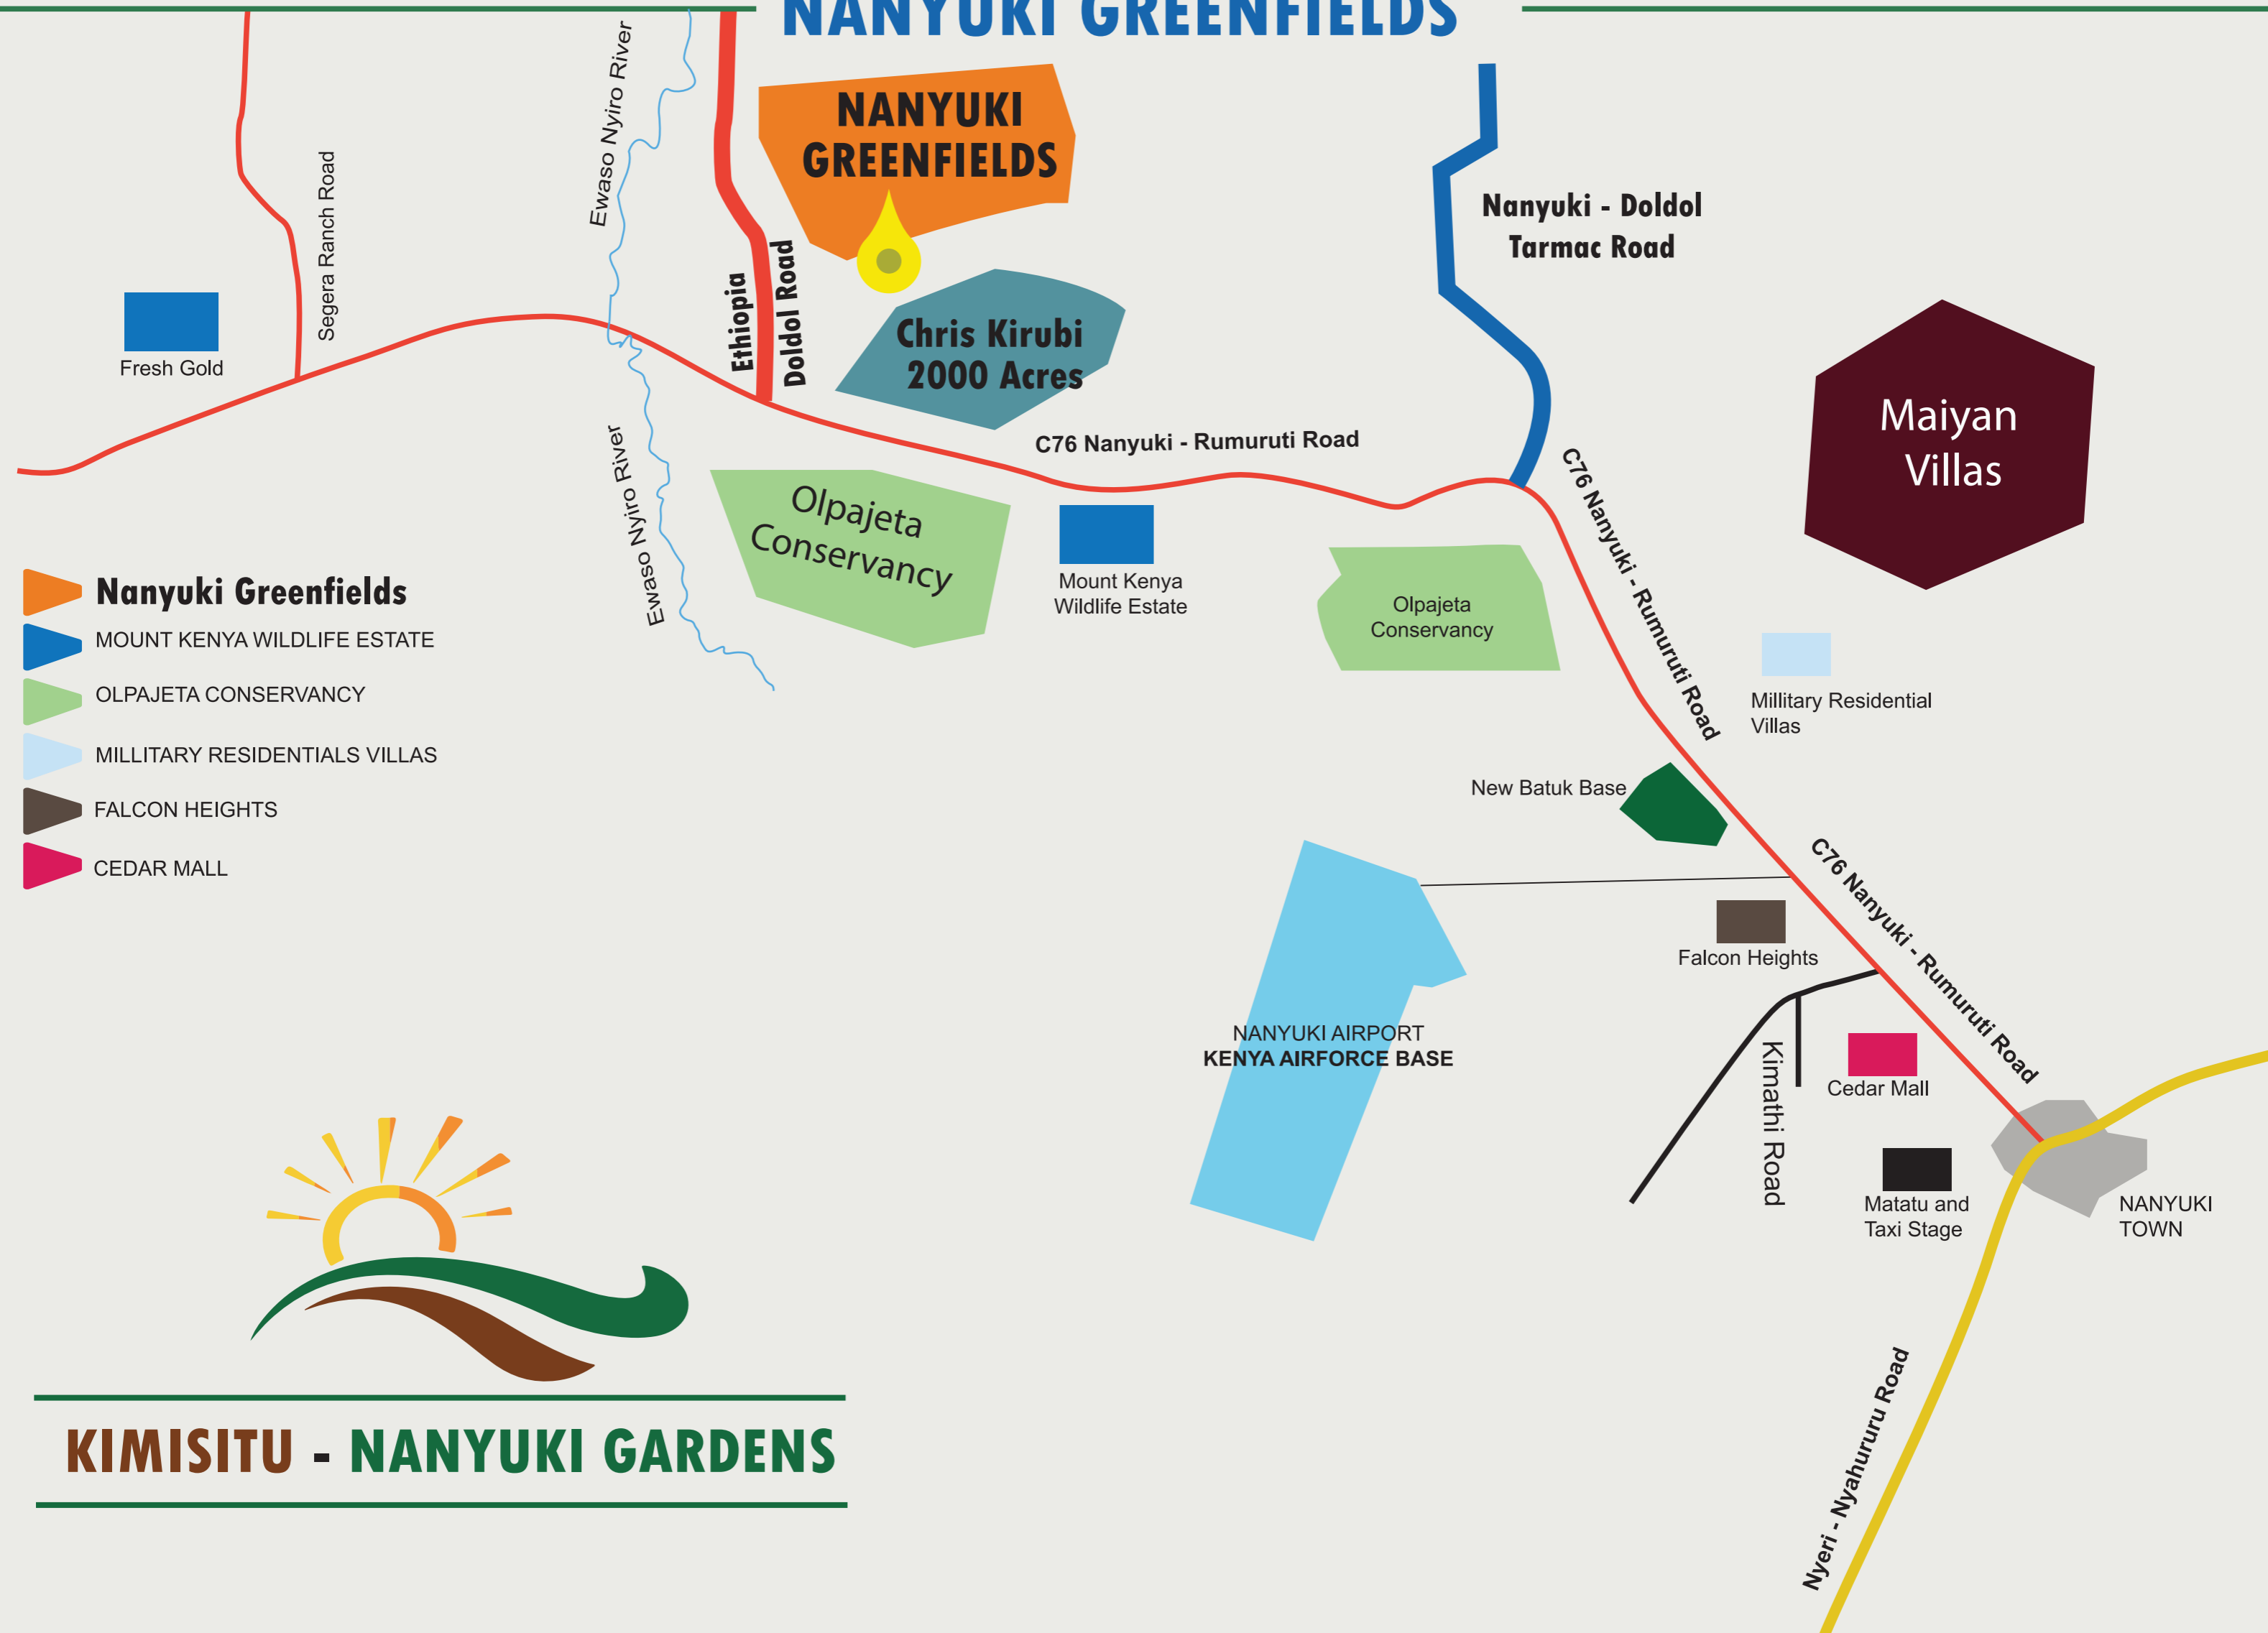 NANYUKI GREENFIELDS
Ewaso Nyiro River
NANYUKI
GREENFIELDS
Segera Ranch Road
Nanyuki - Doldol
Tarmac Road
Ethiopia
Doldol Road
Fresh Gold
Chris Kirubi
2000 Acres
Maiyan
Villas
C76 Nanyuki - Rumuruti Road
C76 Nanyuki - Rumuruti Road
Ewaso Nyiro River
Olpajeta
Conservancy
Mount Kenya
Wildlife Estate
Olpajeta
Conservancy
Nanyuki Greenfields
MOUNT KENYA WILDLIFE ESTATE
OLPAJETA CONSERVANCY
MILLITARY RESIDENTIALS VILLAS
FALCON HEIGHTS
CEDAR MALL
Millitary Residential
Villas
New Batuk Base
C76 Nanyuki - Rumuruti Road
Falcon Heights
NANYUKI AIRPORT
KENYA AIRFORCE BASE
Kimathi Road
Cedar Mall
Matatu and
Taxi Stage
NANYUKI
TOWN
Nyeri - Nyahururu Road
KIMISITU - NANYUKI GARDENS